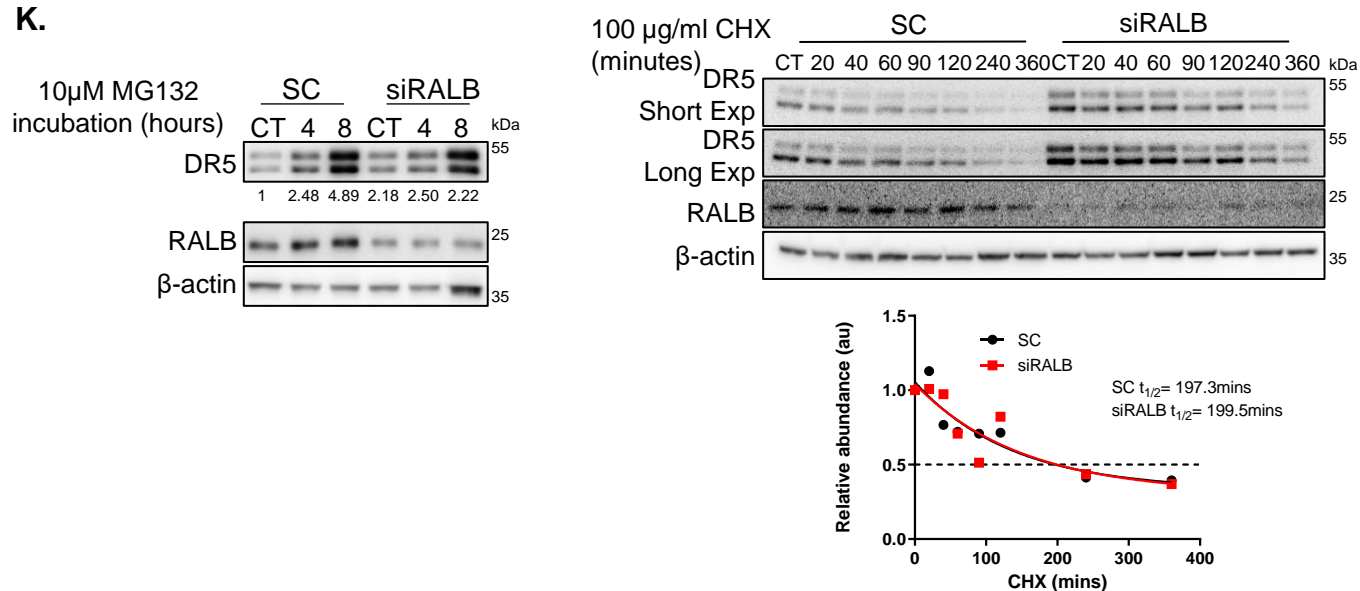 K.
10µM MG132
incubation (hours)
SC siRALB
CT 4 8 CT 4 8 kDa
DR5 55
1 2.48 4.89 2.18 2.50 2.22
RALB 25
β-actin 35
100 µg/ml CHX
(minutes)
SC siRALB
CT 20 40 60 90 120 240 360 CT 20 40 60 90 120 240 360 kDa
DR5
Short Exp 55
DR5
Long Exp 55
RALB 25
β-actin 35
Relative abundance (au)
1.5
1.0
0.5
0.0
SC
siRALB
SC t1/2= 197.3mins
siRALB t1/2= 199.5mins
0 100 200 300 400
CHX (mins)